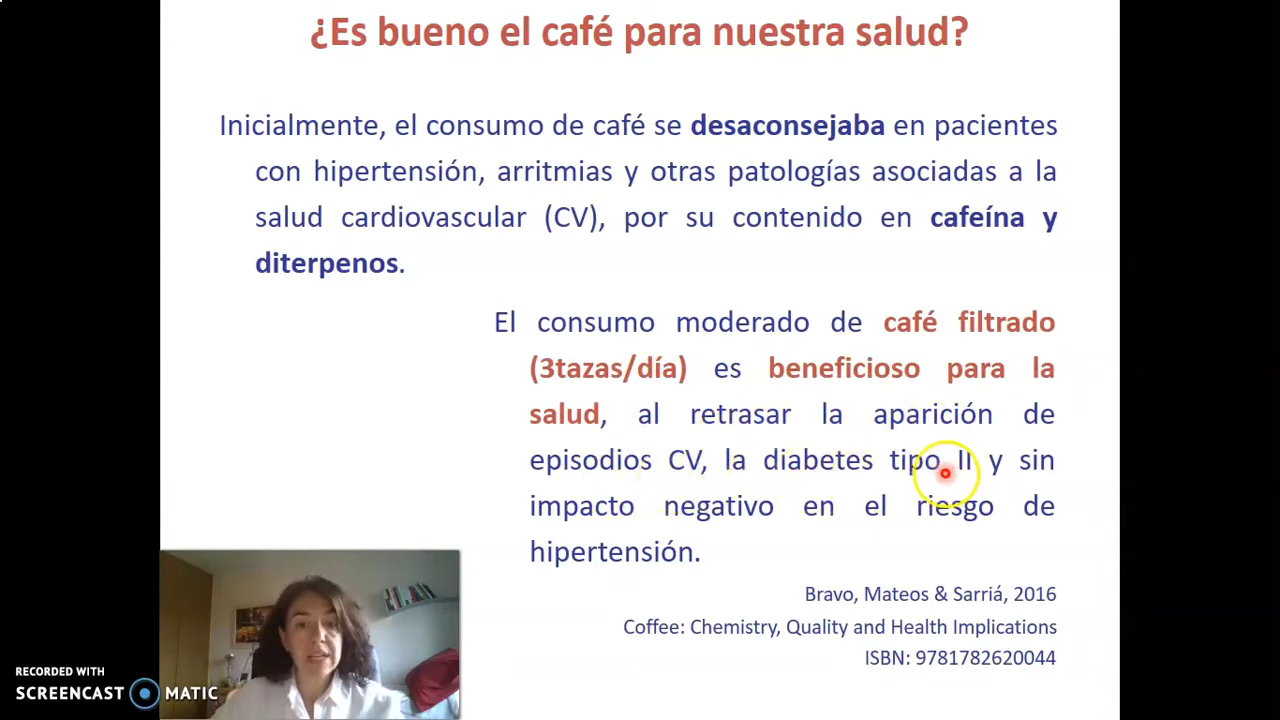 ¿Es bueno el café para nuestra salud?
Inicialmente, el consumo de café se desaconsejaba en pacientes
con hipertensión, arritmias y otras patologías asociadas a la
salud cardiovascular (CV), por su contenido en cafeína y
diterpenos.
El consumo moderado de café filtrado
(3tazas/día) es beneficioso para la
salud, al retrasar la aparición de
episodios CV, la diabetes tipo II y sin
impacto negativo en el riesgo de
hipertensión.
Bravo, Mateos & Sarriá, 2016
Coffee: Chemistry, Quality and Health Implications
ISBN: 9781782620044
RECORDED WITH
SCREENCAST MATIC